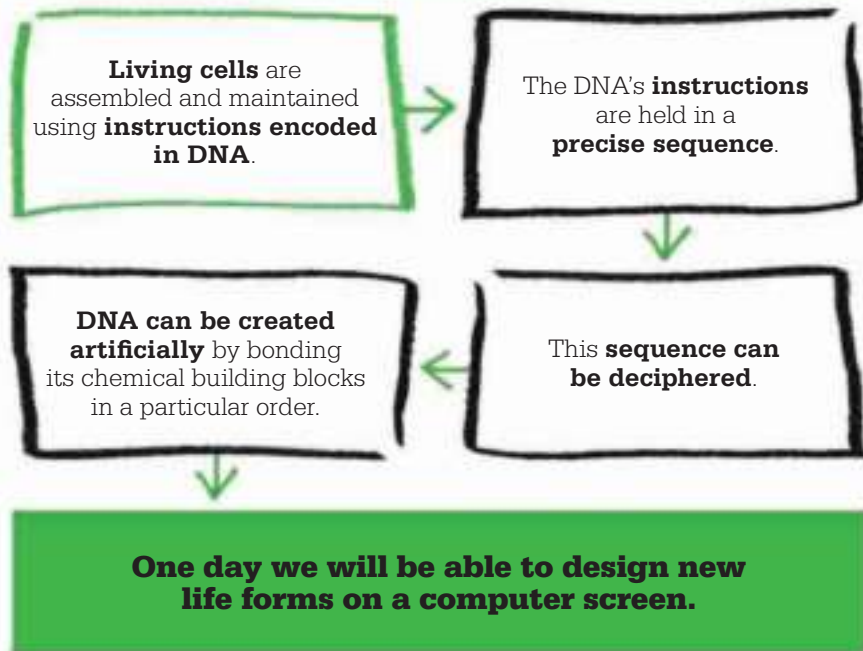 Living cells are
assembled and maintained
using instructions encoded
in DNA.
The DNA’s instructions
are held in a
precise sequence.
This sequence can
be deciphered.
DNA can be created
artificially by bonding
its chemical building blocks
in a particular order.
One day we will be able to design new
life forms on a computer screen.